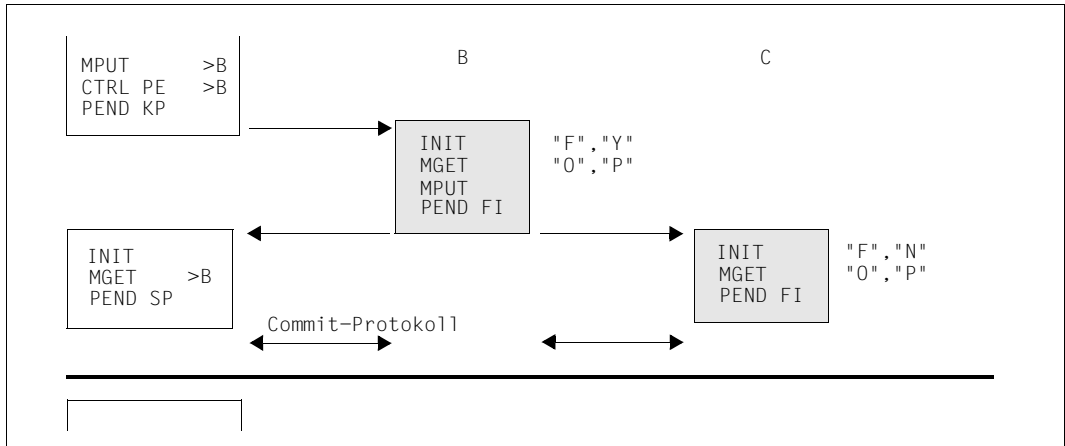 B
C
MPUT >B
CTRL PE >B
PEND KP
INIT "F","Y"
MGET "O","P"
MPUT
PEND FI
INIT
MGET >B
PEND SP
INIT "F","N"
MGET "O","P"
PEND FI
Commit-Protokoll